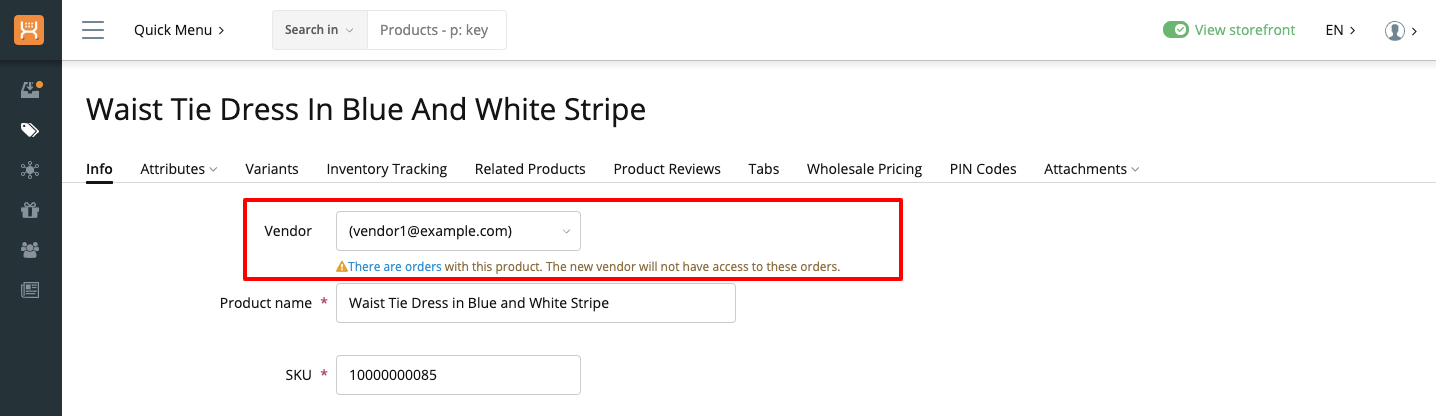 Quick Menu Search in Products - p: key View storefront EN
Waist Tie Dress In Blue And White Stripe
Info Attributes Variants Inventory Tracking Related Products Product Reviews Tabs Wholesale Pricing PIN Codes Attachments
Vendor (vendor1@example.com)
There are orders with this product. The new vendor will not have access to these orders.
Product name * Waist Tie Dress in Blue and White Stripe
SKU * 10000000085